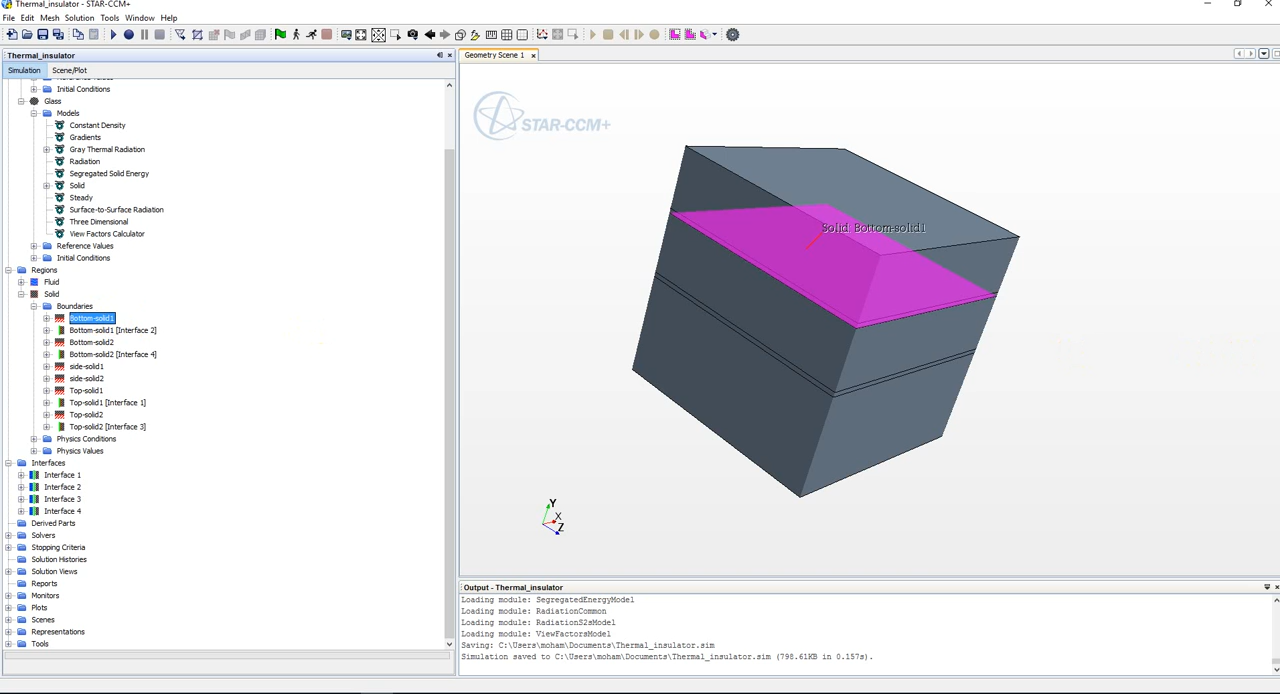 Thermal_insulator - STAR-CCM+
File Edit Mesh Solution Tools Window Help
Thermal_insulator
Simulation Scene/Plot
Reference Values
Initial Conditions
Glass
Models
Constant Density
Gradients
Gray Thermal Radiation
Radiation
Segregated Solid Energy
Solid
Steady
Surface-to-Surface Radiation
Three Dimensional
View Factors Calculator
Reference Values
Initial Conditions
Regions
Fluid
Solid
Boundaries
Bottom-solid1
Bottom-solid1 [Interface 2]
Bottom-solid2
Bottom-solid2 [Interface 4]
side-solid1
side-solid2
Top-solid1
Top-solid1 [Interface 1]
Top-solid2
Top-solid2 [Interface 3]
Physics Conditions
Physics Values
Interfaces
Interface 1
Interface 2
Interface 3
Interface 4
Derived Parts
Solvers
Stopping Criteria
Solution Histories
Solution Views
Reports
Monitors
Plots
Scenes
Representations
Tools
Geometry Scene 1
STAR-CCM+
Solid Bottom-solid1
Y
X
Z
Output - Thermal_insulator
Loading module: SegregatedEnergyModel
Loading module: RadiationCommon
Loading module: RadiationS2sModel
Loading module: ViewFactorsModel
Saving: C:\Users\moham\Documents\Thermal_insulator.sim
Simulation saved to C:\Users\moham\Documents\Thermal_insulator.sim (798.61KB in 0.157s).